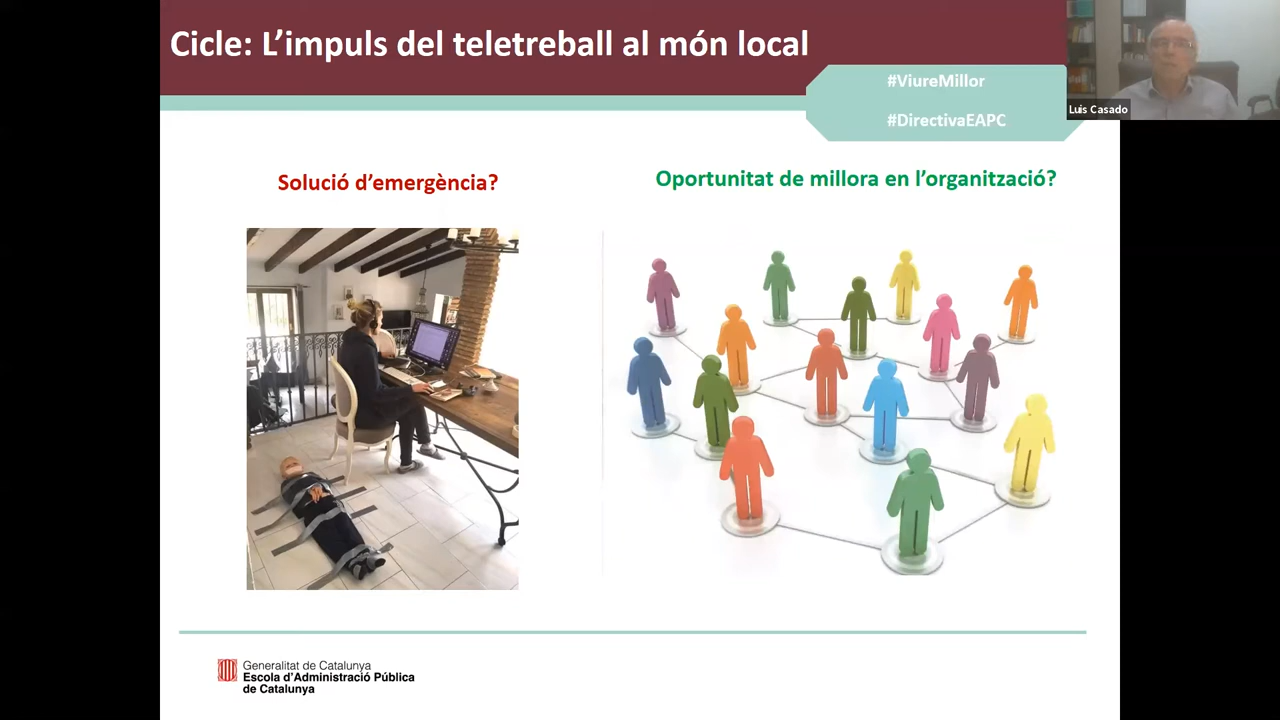 Cicle: L’impuls del teletreball al món local
#ViureMillor
#DirectivaEAPC
Luis Casado
Solució d’emergència?
Oportunitat de millora en l’organització?
Generalitat de Catalunya
Escola d’Administració Pública
de Catalunya